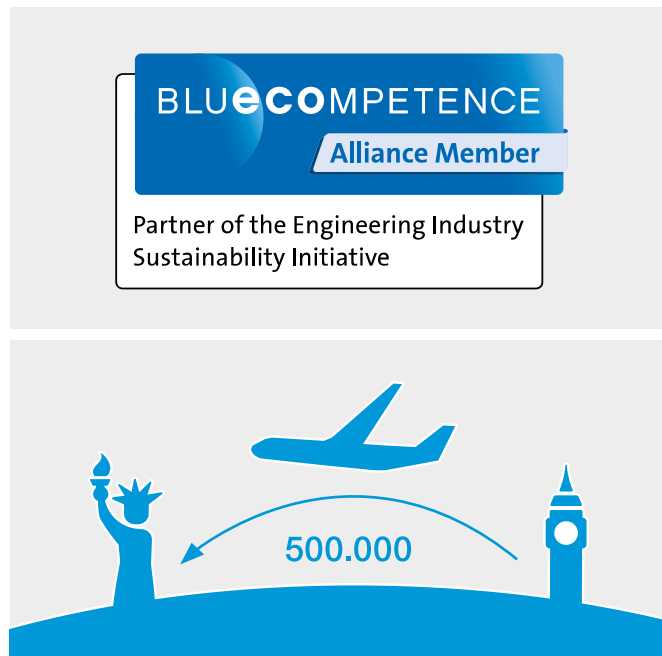 BLUeCOMPETENCE
Alliance Member
Partner of the Engineering Industry
Sustainability Initiative
500.000